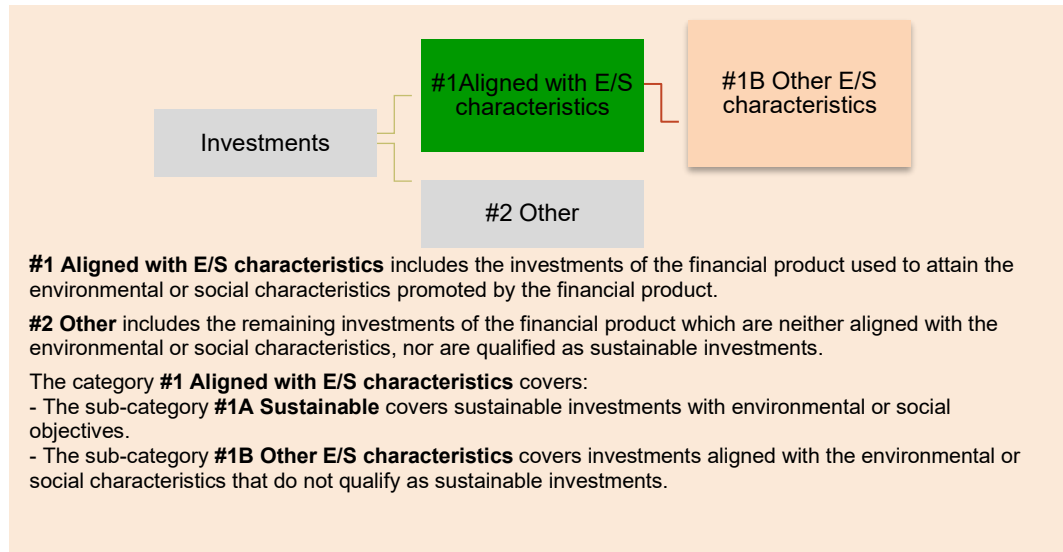 #1Aligned with E/S
characteristics
#1B Other E/S
characteristics
Investments
#2 Other
#1 Aligned with E/S characteristics includes the investments of the financial product used to attain the
environmental or social characteristics promoted by the financial product.
#2 Other includes the remaining investments of the financial product which are neither aligned with the
environmental or social characteristics, nor are qualified as sustainable investments.
The category #1 Aligned with E/S characteristics covers:
- The sub-category #1A Sustainable covers sustainable investments with environmental or social
objectives.
- The sub-category #1B Other E/S characteristics covers investments aligned with the environmental or
social characteristics that do not qualify as sustainable investments.